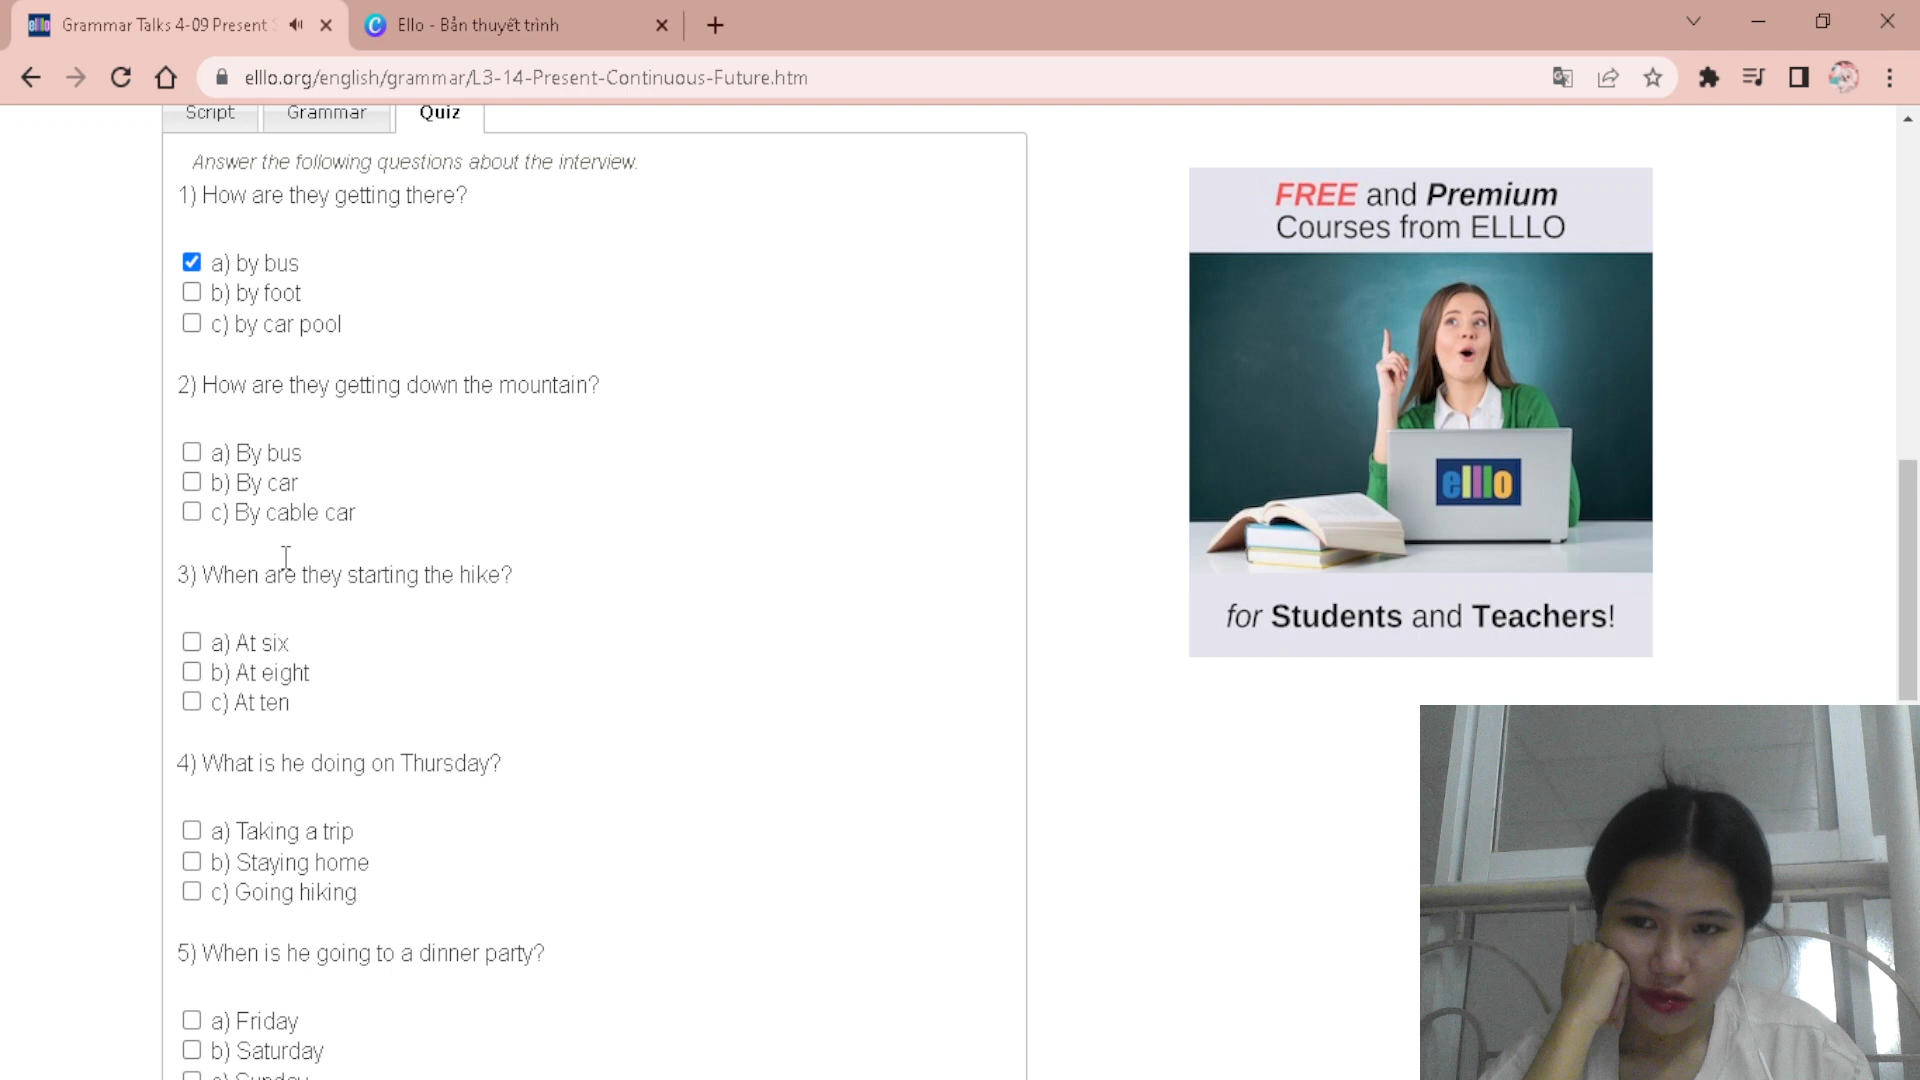 Grammar Talks 4-09 Present S
Ello - Bản thuyết trình
elllo.org/english/grammar/L3-14-Present-Continuous-Future.htm
Script
Grammar
Quiz
Answer the following questions about the interview.
1) How are they getting there?
a) by bus
b) by foot
c) by car pool
2) How are they getting down the mountain?
a) By bus
b) By car
c) By cable car
3) When are they starting the hike?
a) At six
b) At eight
c) At ten
4) What is he doing on Thursday?
a) Taking a trip
b) Staying home
c) Going hiking
5) When is he going to a dinner party?
a) Friday
b) Saturday
c) Sunday
FREE and Premium
Courses from ELLLO
elllo
for Students and Teachers!